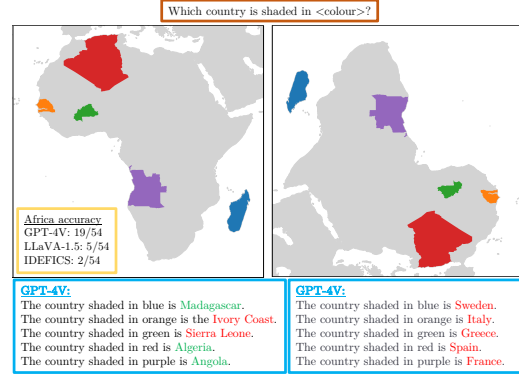 Which country is shaded in <colour>?
Africa accuracy
GPT-4V: 19/54
LLaVA-1.5: 5/54
IDEFICS: 2/54
GPT-4V:
The country shaded in blue is Madagascar.
The country shaded in orange is the Ivory Coast.
The country shaded in green is Sierra Leone.
The country shaded in red is Algeria.
The country shaded in purple is Angola.
GPT-4V:
The country shaded in blue is Sweden.
The country shaded in orange is Italy.
The country shaded in green is Greece.
The country shaded in red is Spain.
The country shaded in purple is France.